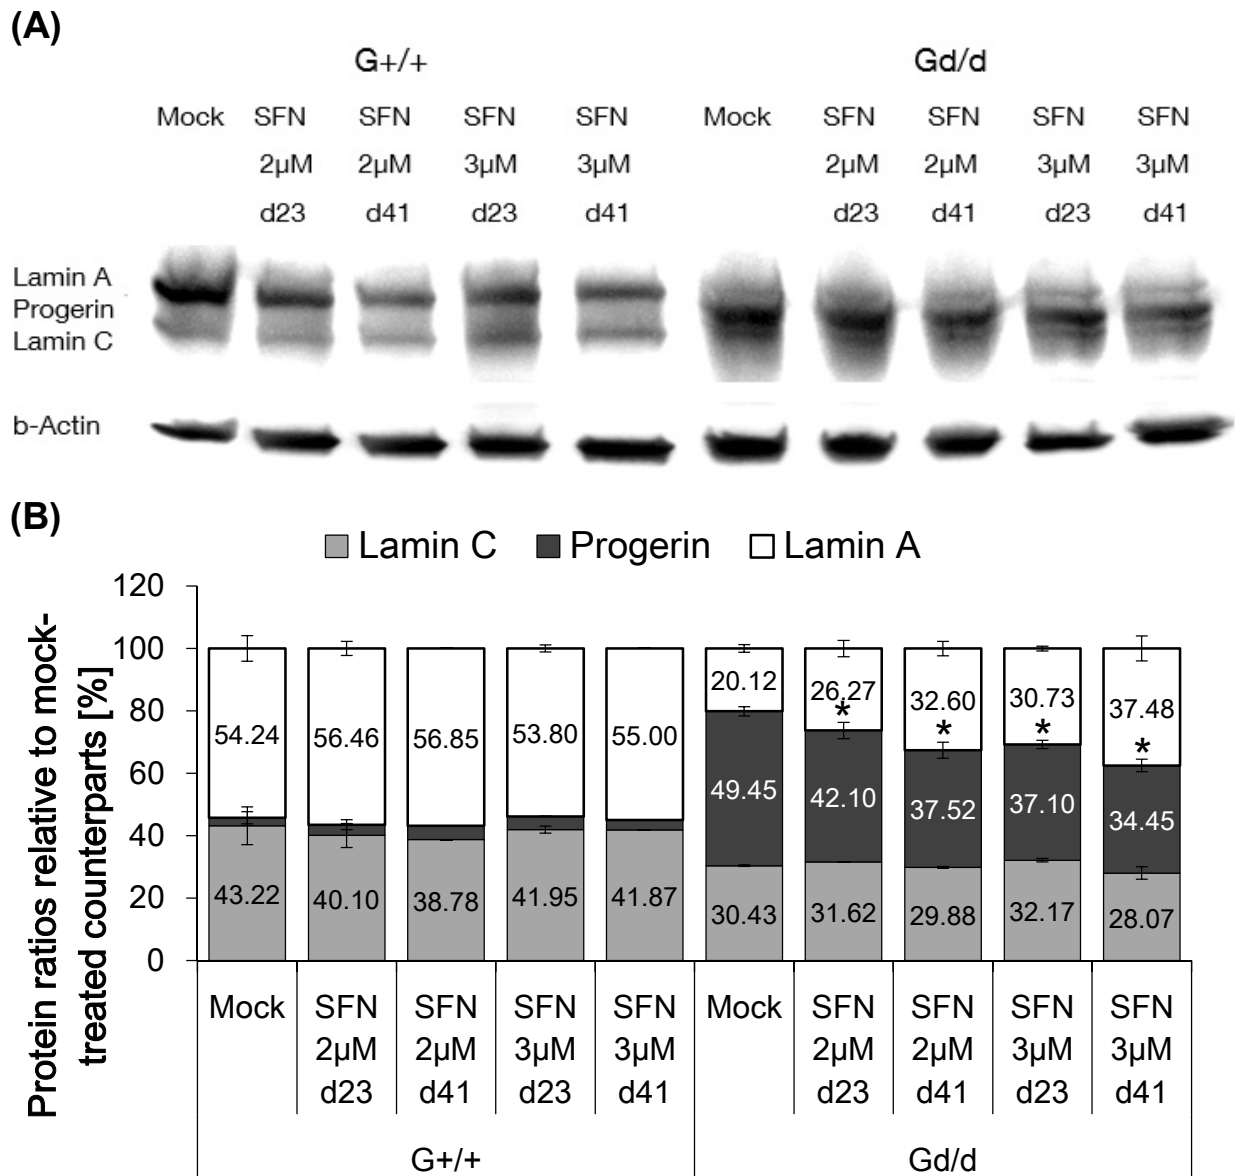 (A)
G+/+ Gd/d
Mock SFN SFN SFN SFN Mock SFN SFN SFN SFN
2µM 2µM 3µM 3µM 2µM 2µM 3µM 3µM
d23 d41 d23 d41 d23 d41 d23 d41
Lamin A
Progerin
Lamin C
b-Actin
(B)
Lamin C Progerin Lamin A
Protein ratios relative to mock-
treated counterparts [%]
120
100
80
60
40
20
0
54.24 56.46 56.85 53.80 55.00 20.12 26.27 32.60 30.73 37.48
* * * *
49.45 42.10 37.52 37.10 34.45
43.22 40.10 38.78 41.95 41.87 30.43 31.62 29.88 32.17 28.07
Mock SFN SFN SFN SFN Mock SFN SFN SFN SFN
2µM 2µM 3µM 3µM 2µM 2µM 3µM 3µM
d23 d41 d23 d41 d23 d41 d23 d41
G+/+ Gd/d